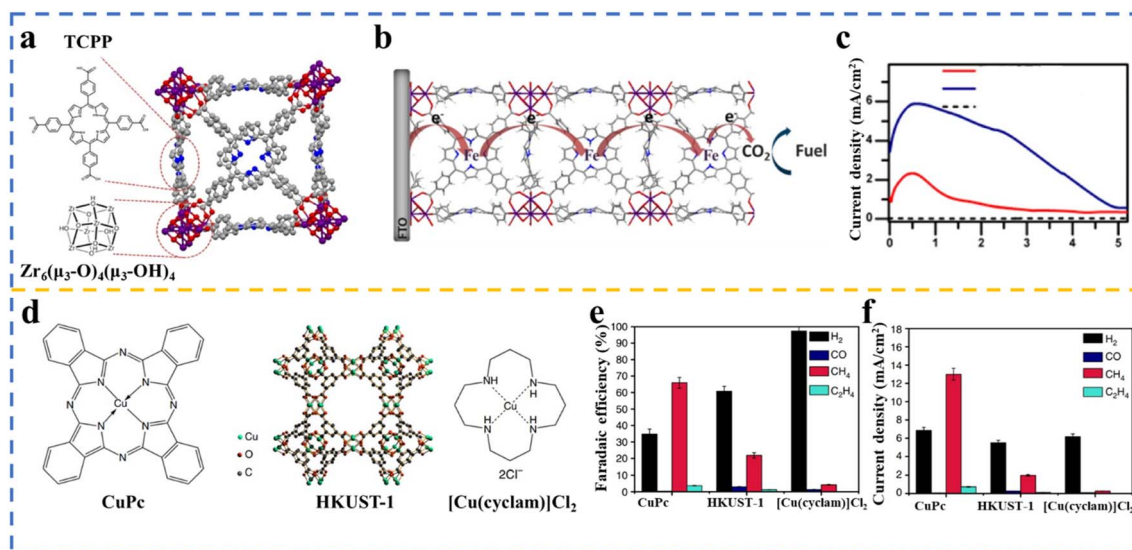 a
TCPP
Zr₆(μ₃-O)₄(μ₃-OH)₄
b
FTO
e⁻
e⁻
e⁻
e⁻
Fe
Fe
Fe
CO₂
Fuel
c
Current density (mA/cm²)
6
4
2
0
0 1 2 3 4 5
d
N
N
N
N
Cu
N
N
N
N
CuPc
Cu
O
C
HKUST-1
NH
H
N
Cu
N
H
H
N
2Cl⁻
[Cu(cyclam)]Cl₂
e
Faradaic efficiency (%)
100
90
80
70
60
50
40
30
20
10
0
H₂
CO
CH₄
C₂H₄
CuPc HKUST-1 [Cu(cyclam)]Cl₂
f
Current density (mA/cm²)
18
16
14
12
10
8
6
4
2
0
H₂
CO
CH₄
C₂H₄
CuPc HKUST-1 [Cu(cyclam)]Cl₂